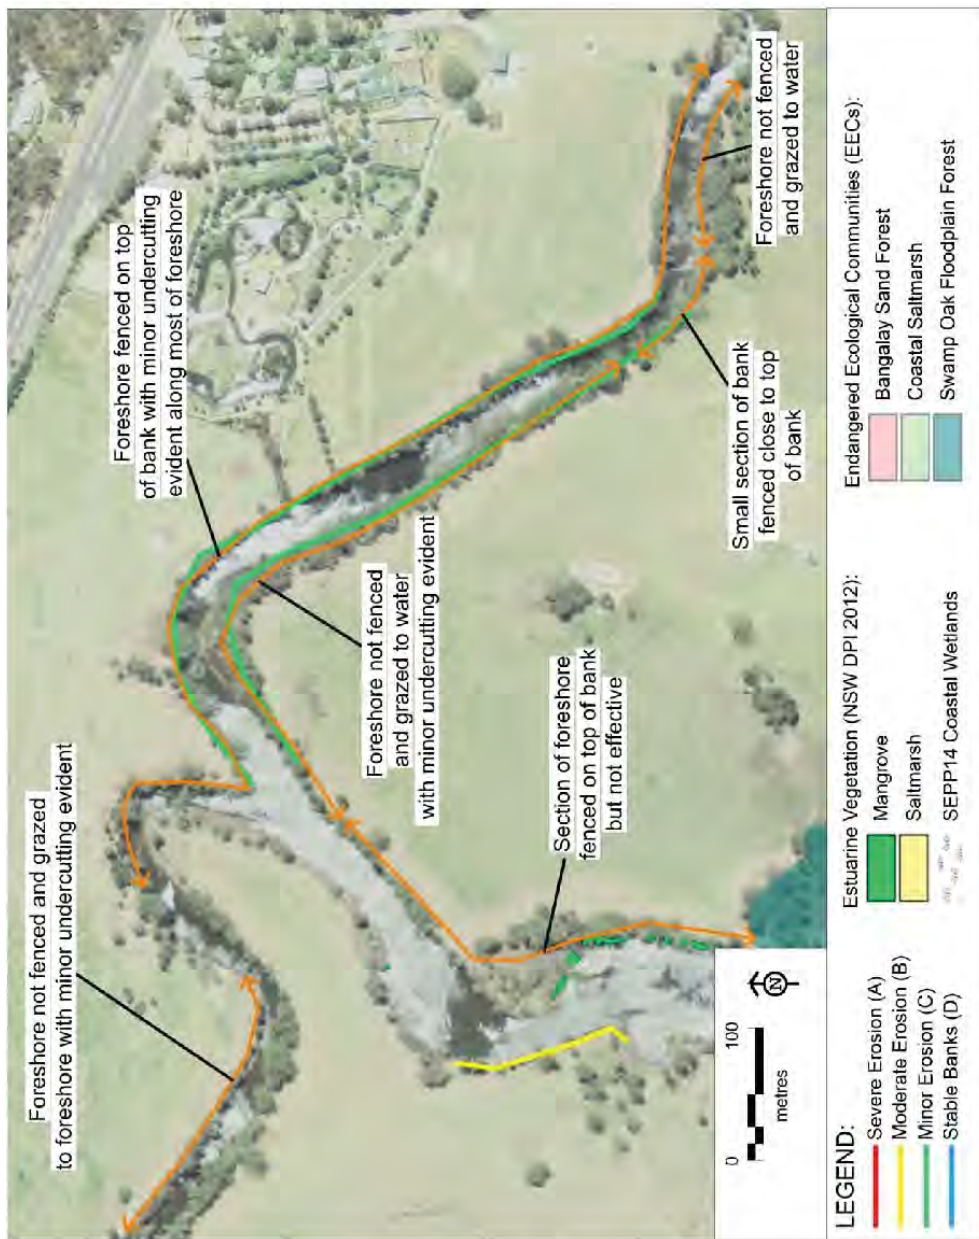 Foreshore not fenced and grazed
to foreshore with minor undercutting evident
Foreshore fenced on top
of bank with minor undercutting
evident along most of foreshore
Foreshore not fenced
and grazed to water
with minor undercutting evident
Section of foreshore
fenced on top of bank
but not effective
Small section of bank
fenced close to top
of bank
Foreshore not fenced
and grazed to water
0
100
metres
N
LEGEND:
Severe Erosion (A)
Moderate Erosion (B)
Minor Erosion (C)
Stable Banks (D)
Estuarine Vegetation (NSW DPI 2012):
Mangrove
Saltmarsh
SEPP14 Coastal Wetlands
Endangered Ecological Communities (EECs):
Bangalay Sand Forest
Coastal Saltmarsh
Swamp Oak Floodplain Forest